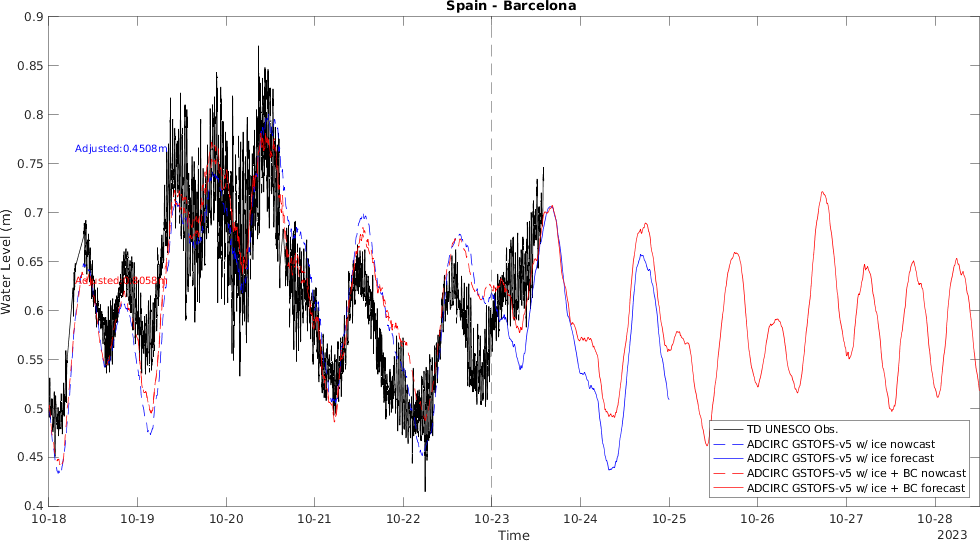 Spain - Barcelona
0.9
0.85
0.8
0.75
0.7
0.65
0.6
0.55
0.5
0.45
0.4
Water Level (m)
Adjusted:0.4508m
TD UNESCO Obs.
ADCIRC GSTOFS-v5 w/ ice nowcast
ADCIRC GSTOFS-v5 w/ ice forecast
ADCIRC GSTOFS-v5 w/ ice + BC nowcast
ADCIRC GSTOFS-v5 w/ ice + BC forecast
10-18 10-19 10-20 10-21 10-22 10-23 10-24 10-25 10-26 10-27 10-28
Time
2023